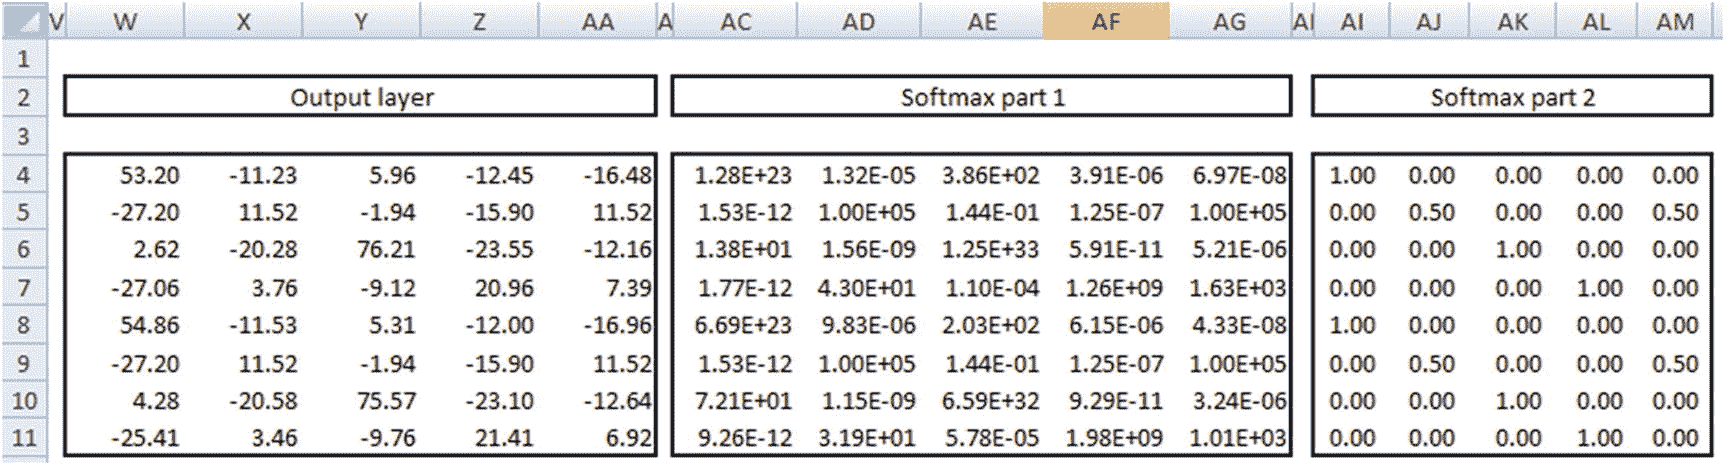 V W X Y Z AA A AC AD AE AF AG AI AI AJ AK AL AM
1
2 Output layer Softmax part 1 Softmax part 2
3
4 53.20 -11.23 5.96 -12.45 -16.48 1.28E+23 1.32E-05 3.86E+02 3.91E-06 6.97E-08 1.00 0.00 0.00 0.00 0.00
5 -27.20 11.52 -1.94 -15.90 11.52 1.53E-12 1.00E+05 1.44E-01 1.25E-07 1.00E+05 0.00 0.50 0.00 0.00 0.50
6 2.62 -20.28 76.21 -23.55 -12.16 1.38E+01 1.56E-09 1.25E+33 5.91E-11 5.21E-06 0.00 0.00 1.00 0.00 0.00
7 -27.06 3.76 -9.12 20.96 7.39 1.77E-12 4.30E+01 1.10E-04 1.26E+09 1.63E+03 0.00 0.00 0.00 1.00 0.00
8 54.86 -11.53 5.31 -12.00 -16.96 6.69E+23 9.83E-06 2.03E+02 6.15E-06 4.33E-08 1.00 0.00 0.00 0.00 0.00
9 -27.20 11.52 -1.94 -15.90 11.52 1.53E-12 1.00E+05 1.44E-01 1.25E-07 1.00E+05 0.00 0.50 0.00 0.00 0.50
10 4.28 -20.58 75.57 -23.10 -12.64 7.21E+01 1.15E-09 6.59E+32 9.29E-11 3.24E-06 0.00 0.00 1.00 0.00 0.00
11 -25.41 3.46 -9.76 21.41 6.92 9.26E-12 3.19E+01 5.78E-05 1.98E+09 1.01E+03 0.00 0.00 0.00 1.00 0.00